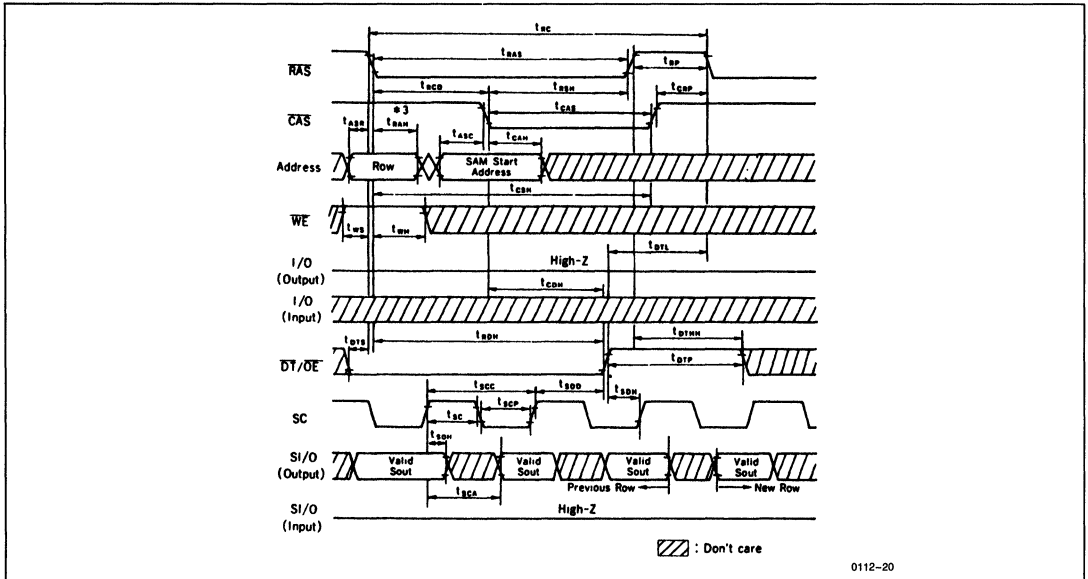 tRC
tRAS
tRP
RAS
tRCD
tRSH
tCRP
*3
tCAS
CAS
tASR
tRAH
tASC
tCAH
Address
Row
SAM Start
Address
tCSH
WE
tWS
tWH
tDTL
I/O
(Output)
High-Z
tCDH
I/O
(Input)
tDTS
tRDH
tDTHH
DT/OE
tDTP
tSCC
tSDD
tSDH
SC
tSC
tSCP
tSOH
SI/O
(Output)
Valid
Sout
Valid
Sout
Valid
Sout
Valid
Sout
tSCA
Previous Row
New Row
SI/O
(Input)
High-Z
: Don't care
0112-20